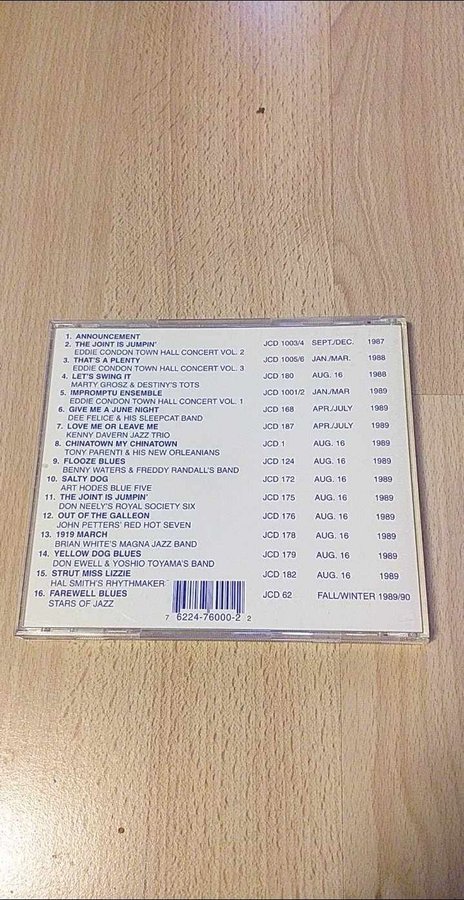 1. ANNOUNCEMENT
2. THE JOINT IS JUMPIN' JCD 1003/4 SEPT./DEC. 1987
EDDIE CONDON TOWN HALL CONCERT VOL. 2
3. THAT'S A PLENTY JCD 1005/6 JAN./MAR. 1988
EDDIE CONDON TOWN HALL CONCERT VOL. 3
4. LET'S SWING IT JCD 180 AUG. 16 1988
MARTY GROSZ & DESTINY'S TOTS
5. IMPROMPTU ENSEMBLE JCD 1001/2 JAN./MAR 1989
EDDIE CONDON TOWN HALL CONCERT VOL. 1
6. GIVE ME A JUNE NIGHT JCD 168 APR./JULY 1989
DEE FELICE & HIS SLEEPCAT BAND
7. LOVE ME OR LEAVE ME JCD 187 APR./JULY 1989
KENNY DAVERN JAZZ TRIO
8. CHINATOWN MY CHINATOWN JCD 1 AUG. 16 1989
TONY PARENTI & HIS NEW ORLEANIANS
9. FLOOZE BLUES JCD 124 AUG. 16 1989
BENNY WATERS & FREDDY RANDALL'S BAND
10. SALTY DOG JCD 172 AUG. 16 1989
ART HODES BLUE FIVE
11. THE JOINT IS JUMPIN' JCD 175 AUG. 16 1989
DON NEELY'S ROYAL SOCIETY SIX
12. OUT OF THE GALLEON JCD 176 AUG. 16 1989
JOHN PETTERS' RED HOT SEVEN
13. 1919 MARCH JCD 178 AUG. 16 1989
BRIAN WHITE'S MAGNA JAZZ BAND
14. YELLOW DOG BLUES JCD 179 AUG. 16 1989
DON EWELL & YOSHIO TOYAMA'S BAND
15. STRUT MISS LIZZIE JCD 182 AUG. 16 1989
HAL SMITH'S RHYTHMAKER
16. FAREWELL BLUES JCD 62 FALL/WINTER 1989/90
STARS OF JAZZ
7 6224-76000-2 2